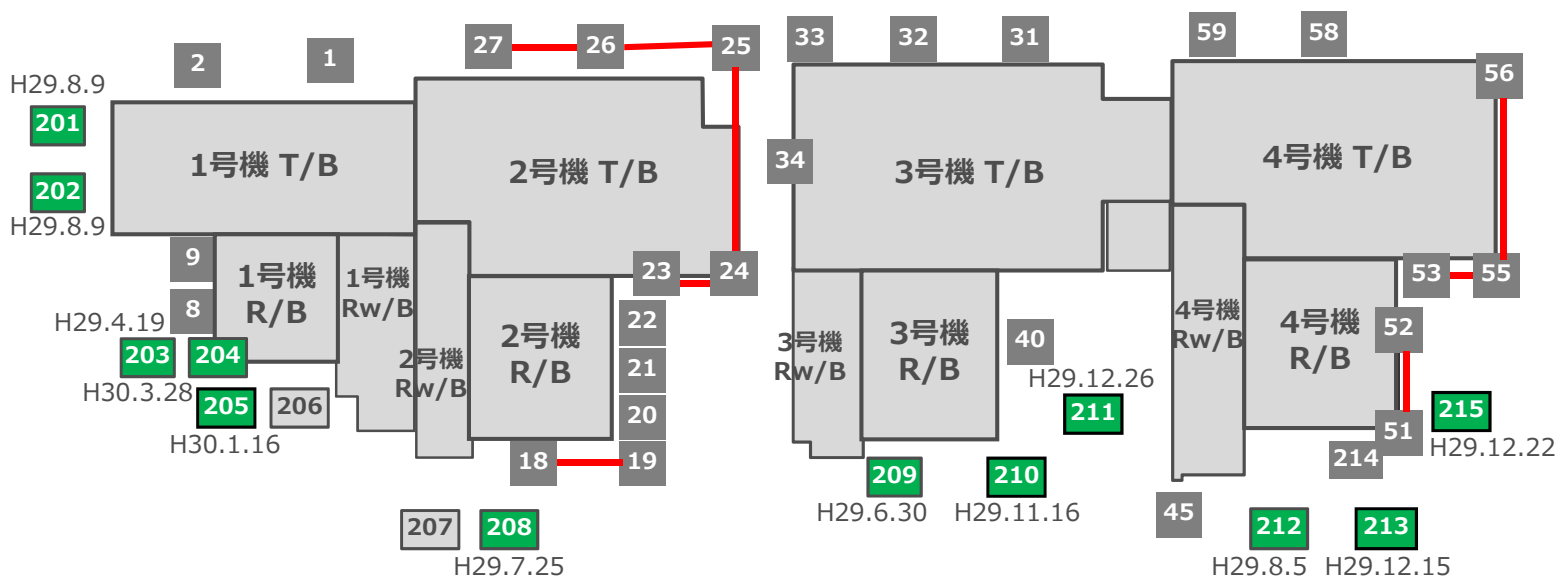 33
32
31
59
58
27
26
25
2
1
56
H29.8.9
201
202
H29.8.9
1号機 T/B
2号機 T/B
34
3号機 T/B
4号機 T/B
9
8
1号機
R/B
1号機
Rw/B
23
24
53
55
H29.4.19
203
204
H30.3.28
205
206
H30.1.16
2号機
Rw/B
2号機
R/B
22
21
20
18
19
3号機
Rw/B
3号機
R/B
40
H29.12.26
211
4号機
Rw/B
4号機
R/B
52
51
215
H29.12.22
214
209
H29.6.30
210
H29.11.16
45
207
208
H29.7.25
212
H29.8.5
213
H29.12.15